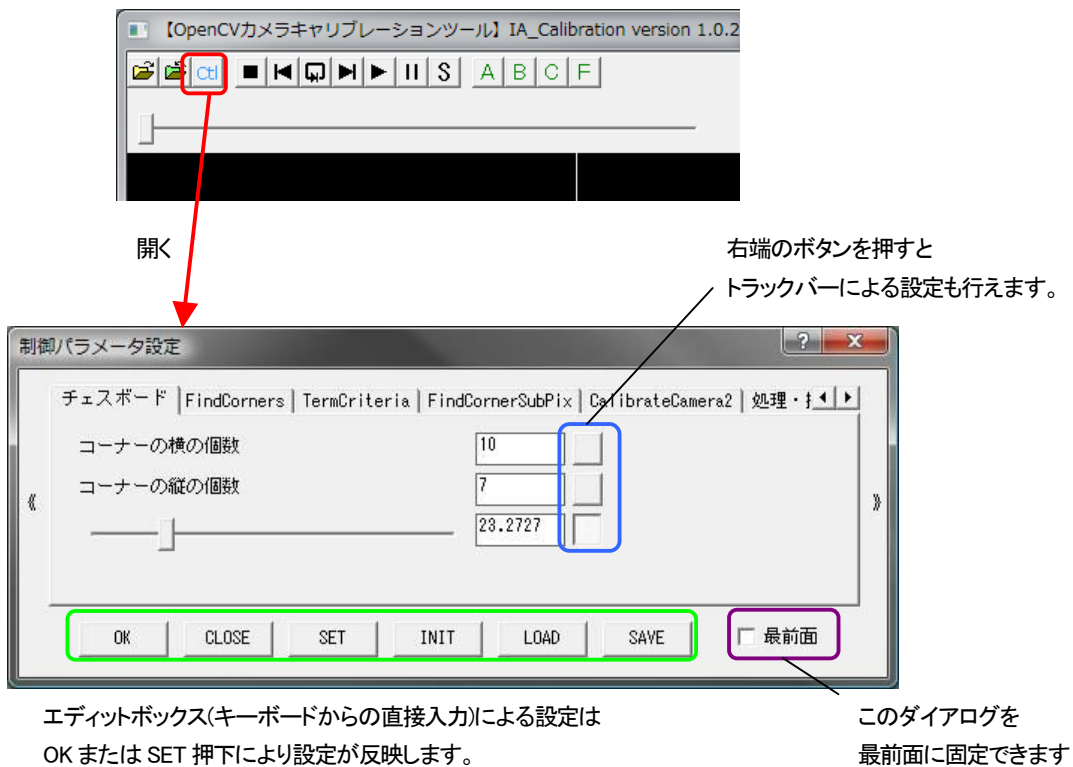 【OpenCVカメラキャリブレーションツール】 IA_Calibration version 1.0.2
Ctl S A B C F
開く
右端のボタンを押すと
トラックバーによる設定も行えます。
制御パラメータ設定
チェスボード FindCorners TermCriteria FindCornerSubPix CalibrateCamera2 処理・
コーナーの横の個数 10
コーナーの縦の個数 7
23.2727
OK CLOSE SET INIT LOAD SAVE 最前面
エディットボックス(キーボードからの直接入力)による設定は
OK または SET 押下により設定が反映します。
このダイアログを
最前面に固定できます